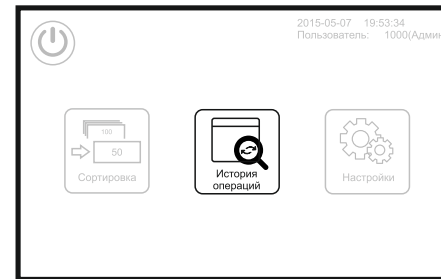 2015-05-07 19:53:34
Пользователь: 1000(Админ
100
50
Сортировка
История
операций
Настройки